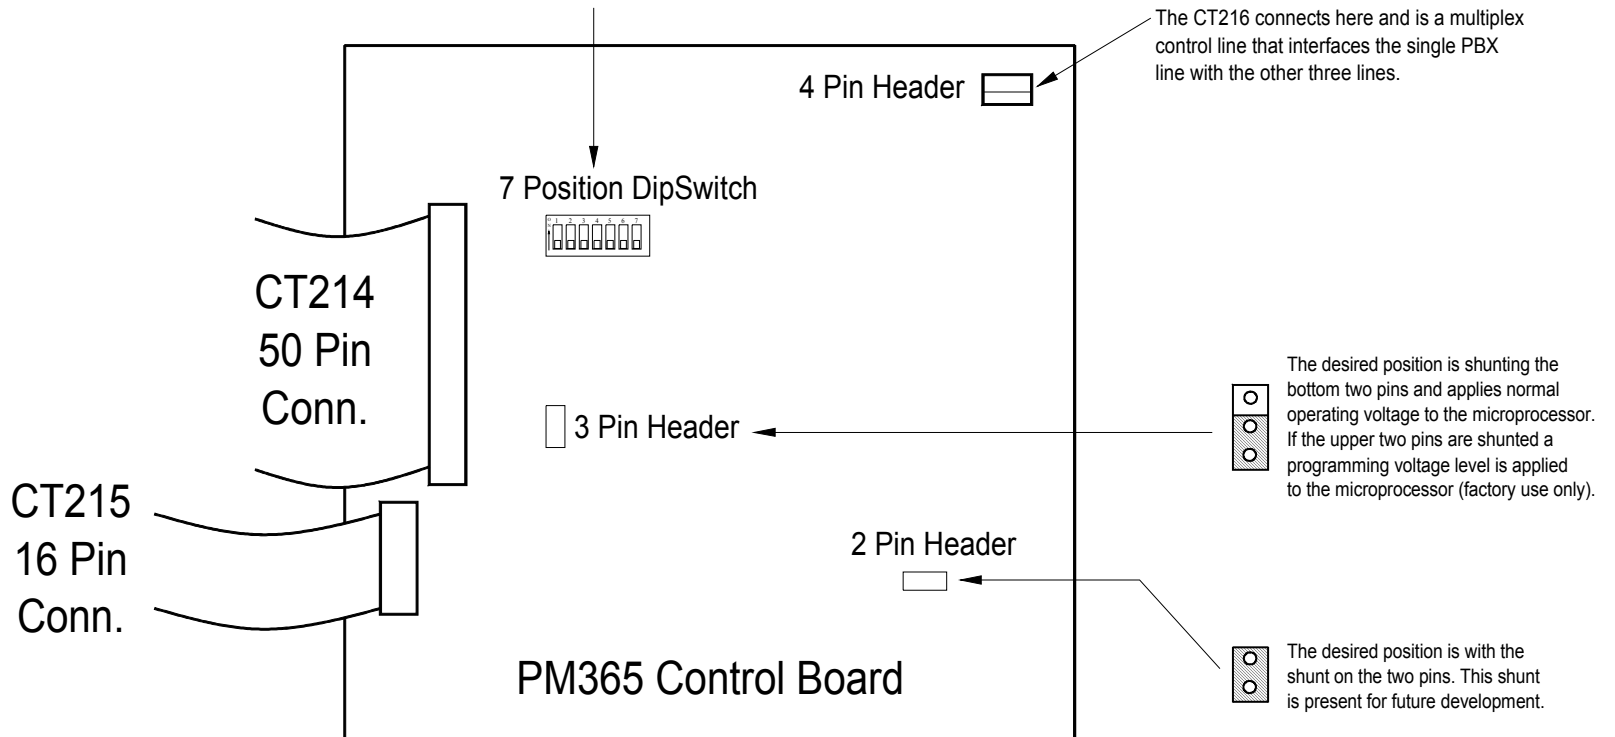 The CT216 connects here and is a multiplex
control line that interfaces the single PBX
line with the other three lines.
4 Pin Header
7 Position DipSwitch
1 2 3 4 5 6 7
CT214
50 Pin
Conn.
3 Pin Header
The desired position is shunting the
bottom two pins and applies normal
operating voltage to the microprocessor.
If the upper two pins are shunted a
programming voltage level is applied
to the microprocessor (factory use only).
CT215
16 Pin
Conn.
2 Pin Header
The desired position is with the
shunt on the two pins. This shunt
is present for future development.
PM365 Control Board